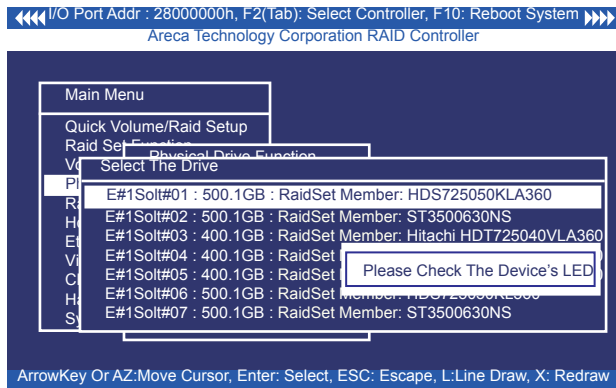 I/O Port Addr : 28000000h, F2(Tab): Select Controller, F10: Reboot System
Areca Technology Corporation RAID Controller
Main Menu
Quick Volume/Raid Setup
Raid Set Function
Physical Drive Function
Select The Drive
E#1Solt#01 : 500.1GB : RaidSet Member: HDS725050KLA360
E#1Solt#02 : 500.1GB : RaidSet Member: ST3500630NS
E#1Solt#03 : 400.1GB : RaidSet Member: Hitachi HDT725040VLA360
E#1Solt#04 : 400.1GB : RaidSet
E#1Solt#05 : 400.1GB : RaidSet
Please Check The Device's LED
E#1Solt#06 : 500.1GB : RaidSet Member:
E#1Solt#07 : 500.1GB : RaidSet Member: ST3500630NS
ArrowKey Or AZ:Move Cursor, Enter: Select, ESC: Escape, L:Line Draw, X: Redraw